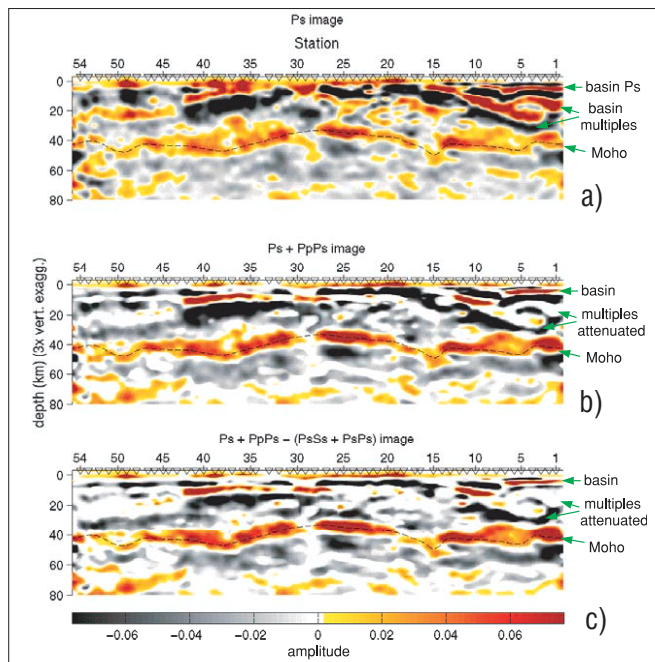 Ps image
Station
54 50 45 40 35 30 25 20 15 10 5 1
0
20
40
60
80
basin Ps
basin
multiples
Moho
a)
Ps + PpPs image
54 50 45 40 35 30 25 20 15 10 5 1
0
20
40
60
80
depth (km) (3x vert. exagg.)
basin
multiples
attenuated
Moho
b)
Ps + PpPs − (PsSs + PsPs) image
54 50 45 40 35 30 25 20 15 10 5 1
0
20
40
60
80
basin
multiples
attenuated
Moho
c)
−0.06 −0.04 −0.02 0 0.02 0.04 0.06
amplitude